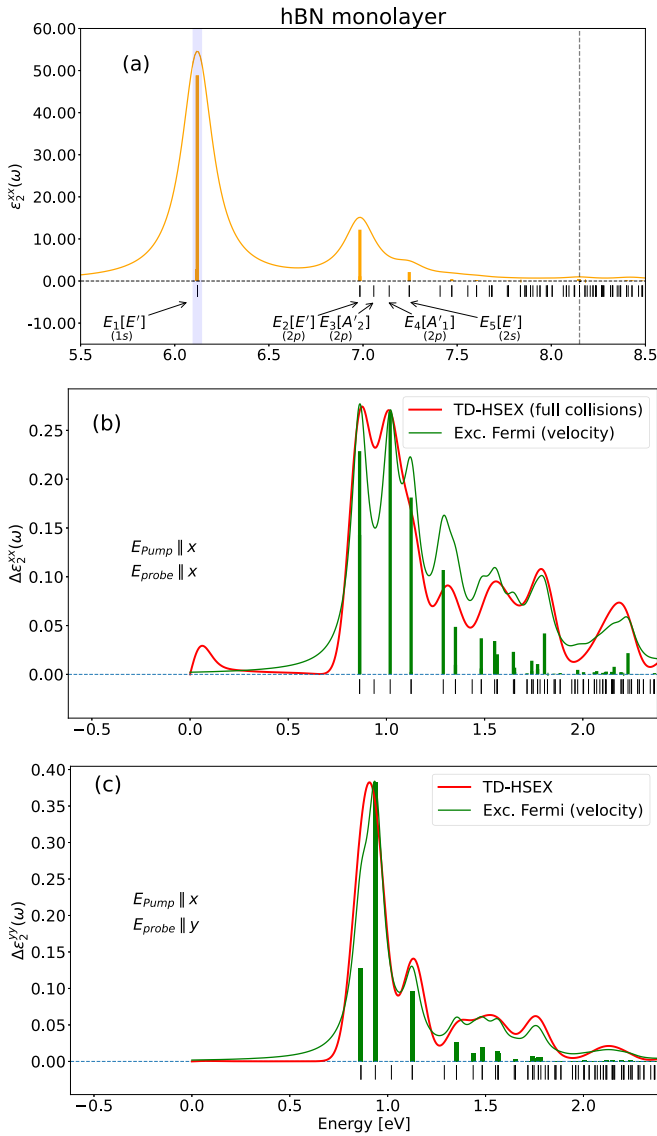 hBN monolayer
60.00
50.00
40.00
30.00
20.00
10.00
0.00
-10.00
ε₂ˣˣ(ω)
(a)
E₁[E′]
(1s)
E₂[E′]
(2p)
E₃[A′₂]
(2p)
E₄[A′₁]
(2p)
E₅[E′]
(2s)
5.5 6.0 6.5 7.0 7.5 8.0 8.5
(b)
TD-HSEX (full collisions)
Exc. Fermi (velocity)
0.25
0.20
0.15
0.10
0.05
0.00
Δε₂ˣˣ(ω)
E_Pump ∥ x
E_probe ∥ x
−0.5 0.0 0.5 1.0 1.5 2.0
(c)
TD-HSEX
Exc. Fermi (velocity)
0.40
0.35
0.30
0.25
0.20
0.15
0.10
0.05
0.00
Δε₂ʸʸ(ω)
E_Pump ∥ x
E_probe ∥ y
−0.5 0.0 0.5 1.0 1.5 2.0
Energy [eV]